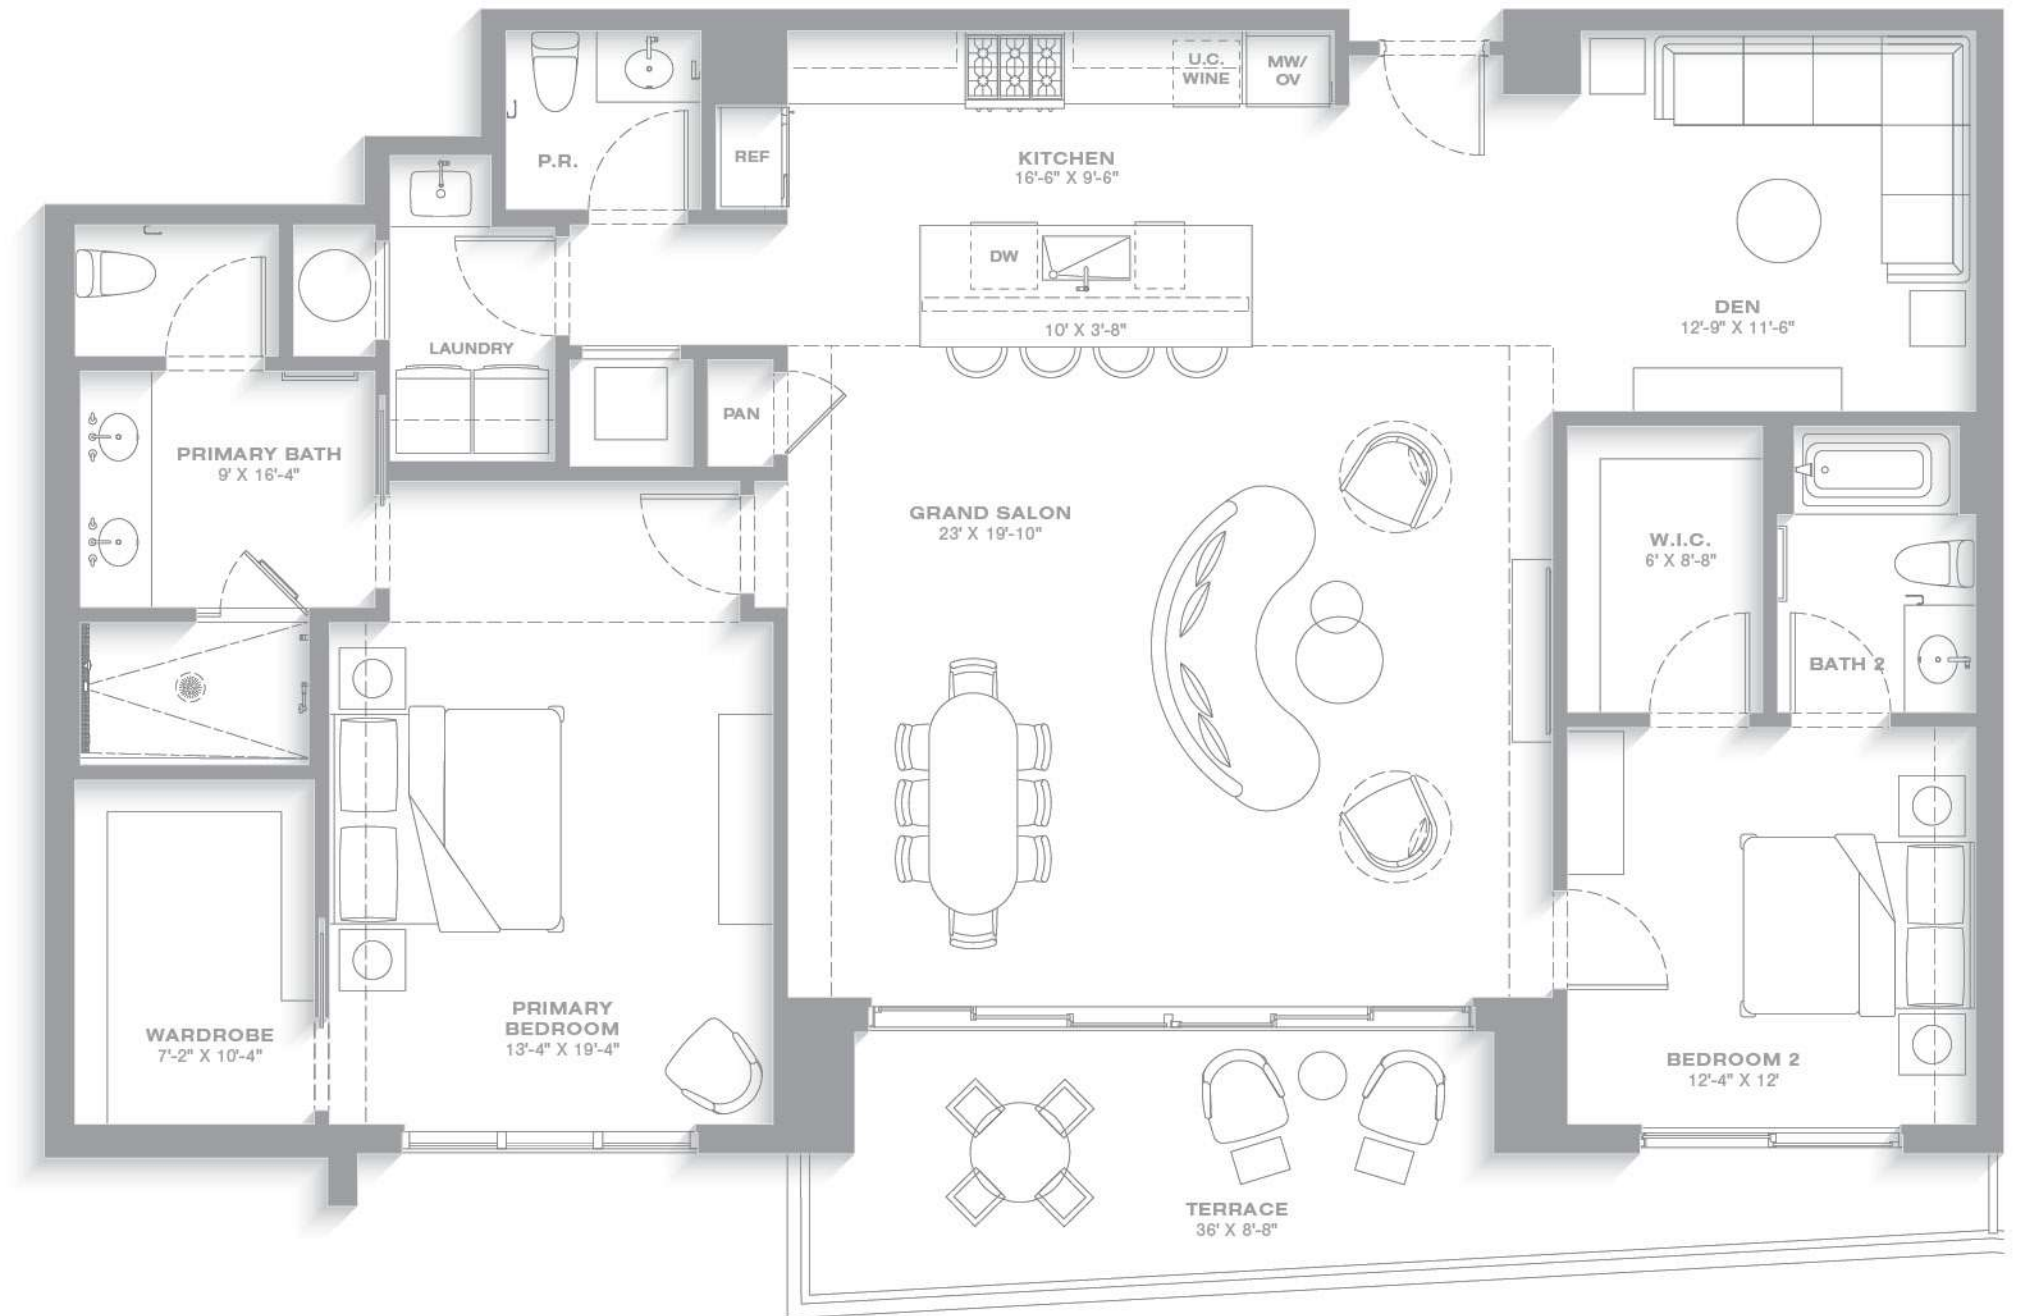 U.C.
WINE
MW/
OV
P.R.
REF
KITCHEN
16'-6" X 9'-6"
DW
10' X 3'-8"
DEN
12'-9" X 11'-6"
LAUNDRY
PAN
PRIMARY BATH
9' X 16'-4"
GRAND SALON
23' X 19'-10"
W.I.C.
6' X 8'-8"
BATH 2
WARDROBE
7'-2" X 10'-4"
PRIMARY
BEDROOM
13'-4" X 19'-4"
BEDROOM 2
12'-4" X 12'
TERRACE
36' X 8'-8"